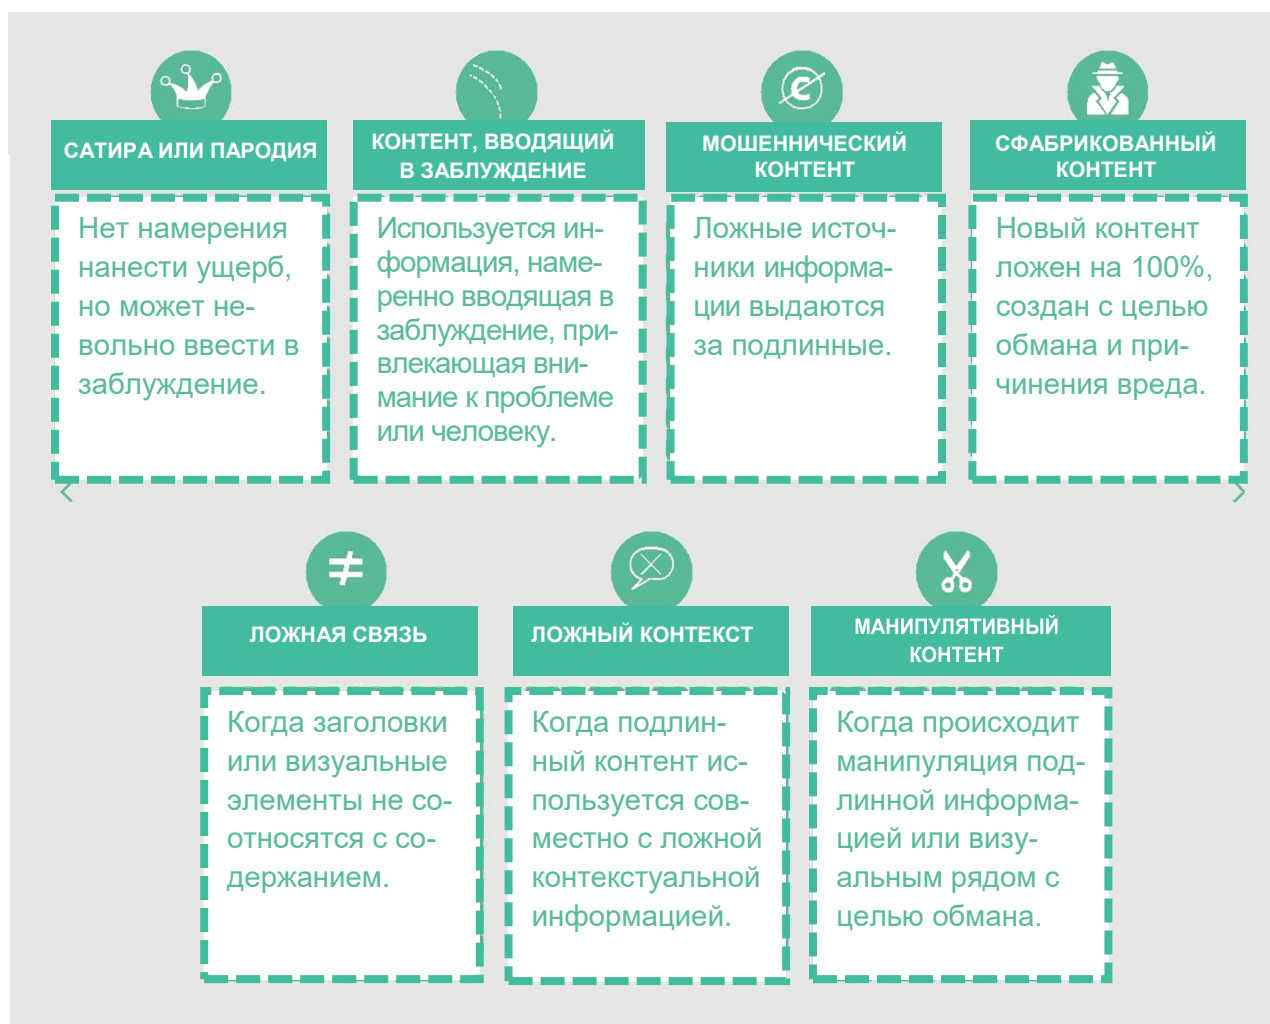 САТИРА ИЛИ ПАРОДИЯ
Нет намерения
нанести ущерб,
но может не-
вольно ввести в
заблуждение.
КОНТЕНТ, ВВОДЯЩИЙ
В ЗАБЛУЖДЕНИЕ
Используется ин-
формация, наме-
ренно вводящая в
заблуждение, при-
влекающая вни-
мание к проблеме
или человеку.
МОШЕННИЧЕСКИЙ
КОНТЕНТ
Ложные источ-
ники информа-
ции выдаются
за подлинные.
СФАБРИКОВАННЫЙ
КОНТЕНТ
Новый контент
ложен на 100%,
создан с целью
обмана и при-
чинения вреда.
ЛОЖНАЯ СВЯЗЬ
Когда заголовки
или визуальные
элементы не со-
относятся с со-
держанием.
ЛОЖНЫЙ КОНТЕКСТ
Когда подлин-
ный контент ис-
пользуется сов-
местно с ложной
контекстуальной
информацией.
МАНИПУЛЯТИВНЫЙ
КОНТЕНТ
Когда происходит
манипуляция под-
линной информа-
цией или визу-
альным рядом с
целью обмана.